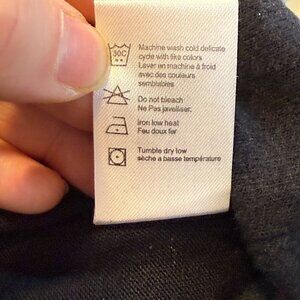 30C
Machine wash cold delicate
cycle with like colors
Laver en machine à froid
avec des couleurs
semblables
Do not bleach
Ne Pas javelliser.
Iron low heat
Feu doux fer
Tumble dry low
sèche a basse température